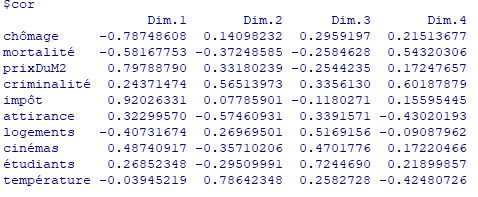 $cor
Dim.1 Dim.2 Dim.3 Dim.4
chômage -0.78748608 0.14098232 0.2959197 0.21513677
mortalité -0.58167753 -0.37248585 -0.2584628 0.54320306
prixDuM2 0.79788790 0.33180239 -0.2544235 0.17247657
criminalité 0.24371474 0.56513973 0.3356130 0.60187879
impôt 0.92026331 0.07785901 -0.1180271 0.15595445
attirance 0.32299570 -0.57460931 0.3391571 -0.43020193
logements -0.40731674 0.26969501 0.5169156 -0.09087962
cinémas 0.48740917 -0.35710206 0.4701776 0.17220466
étudiants 0.26852348 -0.29509991 0.7244690 0.21899857
température -0.03945219 0.78642348 0.2582728 -0.42480726